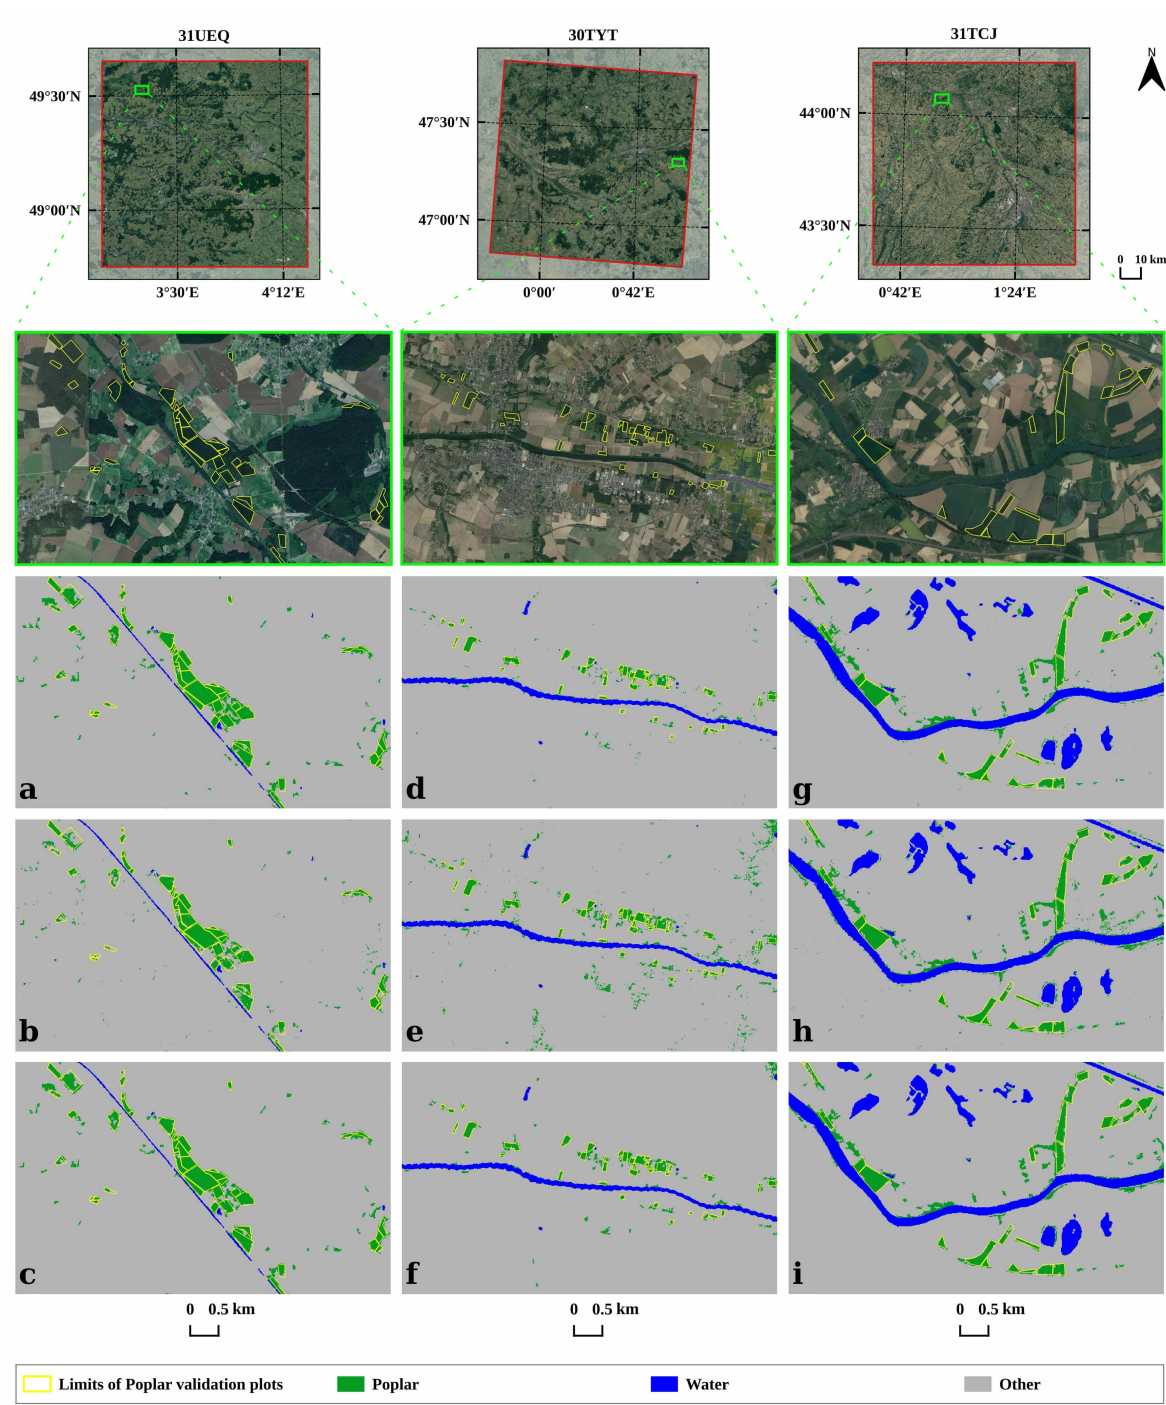 31UEQ
30TYT
31TCJ
N
49°30′N
49°00′N
3°30′E
4°12′E
47°30′N
47°00′N
0°00′
0°42′E
44°00′N
43°30′N
0°42′E
1°24′E
0 10 km
a
d
g
b
e
h
c
f
i
0 0.5 km
0 0.5 km
0 0.5 km
Limits of Poplar validation plots
Poplar
Water
Other